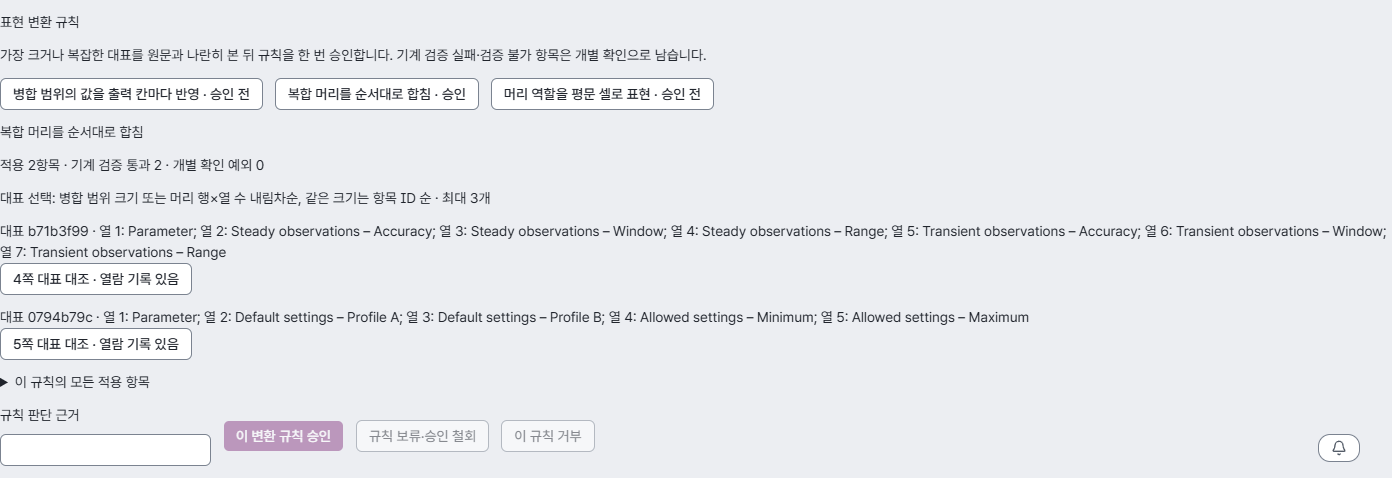 표현 변환 규칙
가장 크거나 복잡한 대표를 원문과 나란히 본 뒤 규칙을 한 번 승인합니다. 기계 검증 실패·검증 불가 항목은 개별 확인으로 남습니다.
병합 범위의 값을 출력 칸마다 반영 · 승인 전
복합 머리를 순서대로 합침 · 승인
머리 역할을 평문 셀로 표현 · 승인 전
복합 머리를 순서대로 합침
적용 2항목 · 기계 검증 통과 2 · 개별 확인 예외 0
대표 선택: 병합 범위 크기 또는 머리 행×열 수 내림차순, 같은 크기는 항목 ID 순 · 최대 3개
대표 b71b3f99 · 열 1: Parameter; 열 2: Steady observations – Accuracy; 열 3: Steady observations – Window; 열 4: Steady observations – Range; 열 5: Transient observations – Accuracy; 열 6: Transient observations – Window;
열 7: Transient observations – Range
4쪽 대표 대조 · 열람 기록 있음
대표 0794b79c · 열 1: Parameter; 열 2: Default settings – Profile A; 열 3: Default settings – Profile B; 열 4: Allowed settings – Minimum; 열 5: Allowed settings – Maximum
5쪽 대표 대조 · 열람 기록 있음
▶ 이 규칙의 모든 적용 항목
규칙 판단 근거
이 변환 규칙 승인
규칙 보류·승인 철회
이 규칙 거부